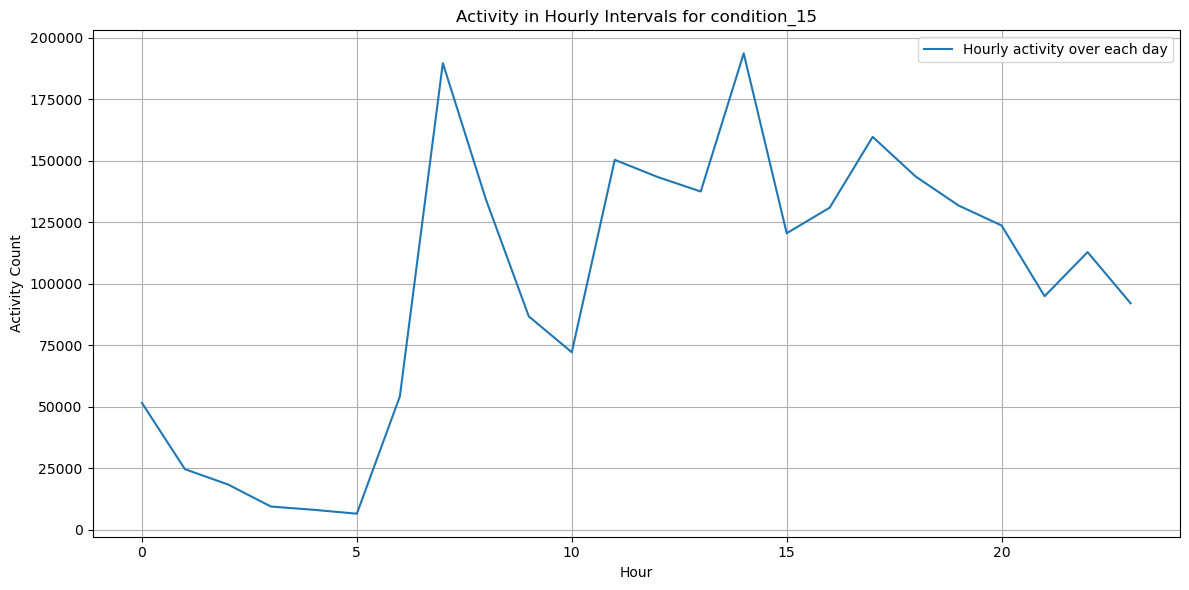 Activity in Hourly Intervals for condition_15
Hourly activity over each day
Activity Count
200000
175000
150000
125000
100000
75000
50000
25000
0
0 5 10 15 20
Hour